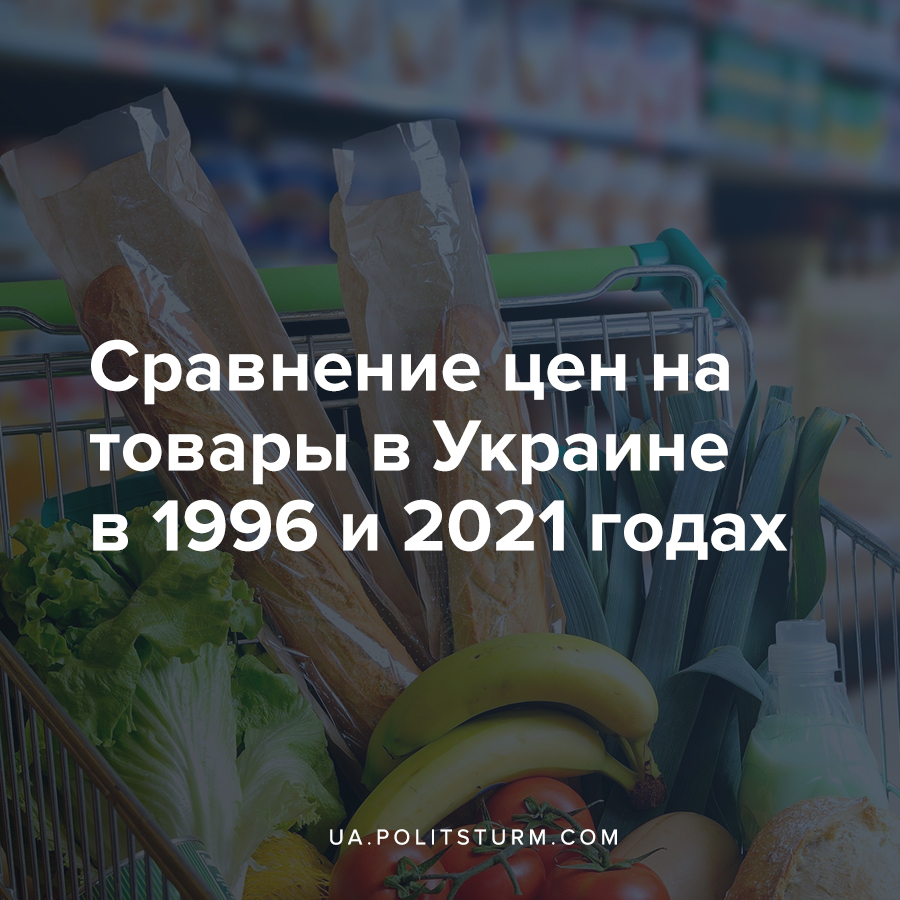 Сравнение цен на
товары в Украине
в 1996 и 2021 годах
UA.POLITSTURM.COM